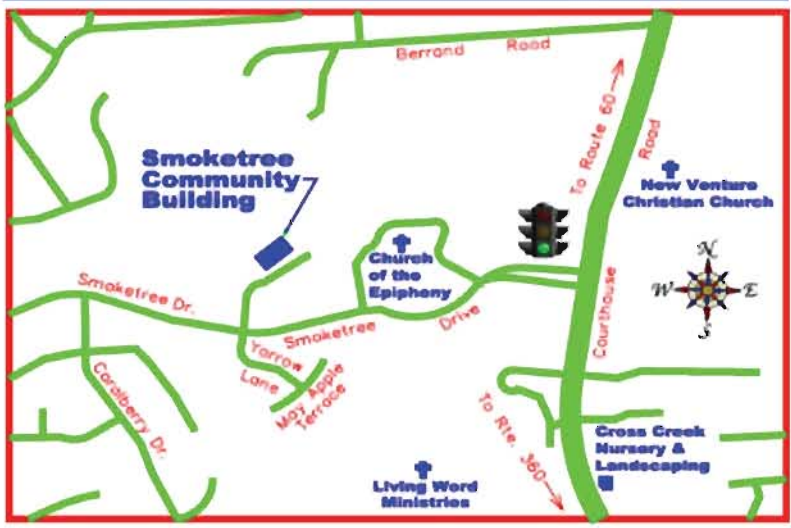 Berrand Road
To Route 60
Road
Smoketree
Community
Building
New Venture
Christian Church
Church
of the
Epiphony
N
W E
S
Smoketree Dr.
Smoketree Drive
Courthouse
Yarrow
Lane
May Apple
Terrace
Coralberry Dr.
To Rte. 360
Cross Creek
Nursery &
Landscaping
Living Word
Ministries